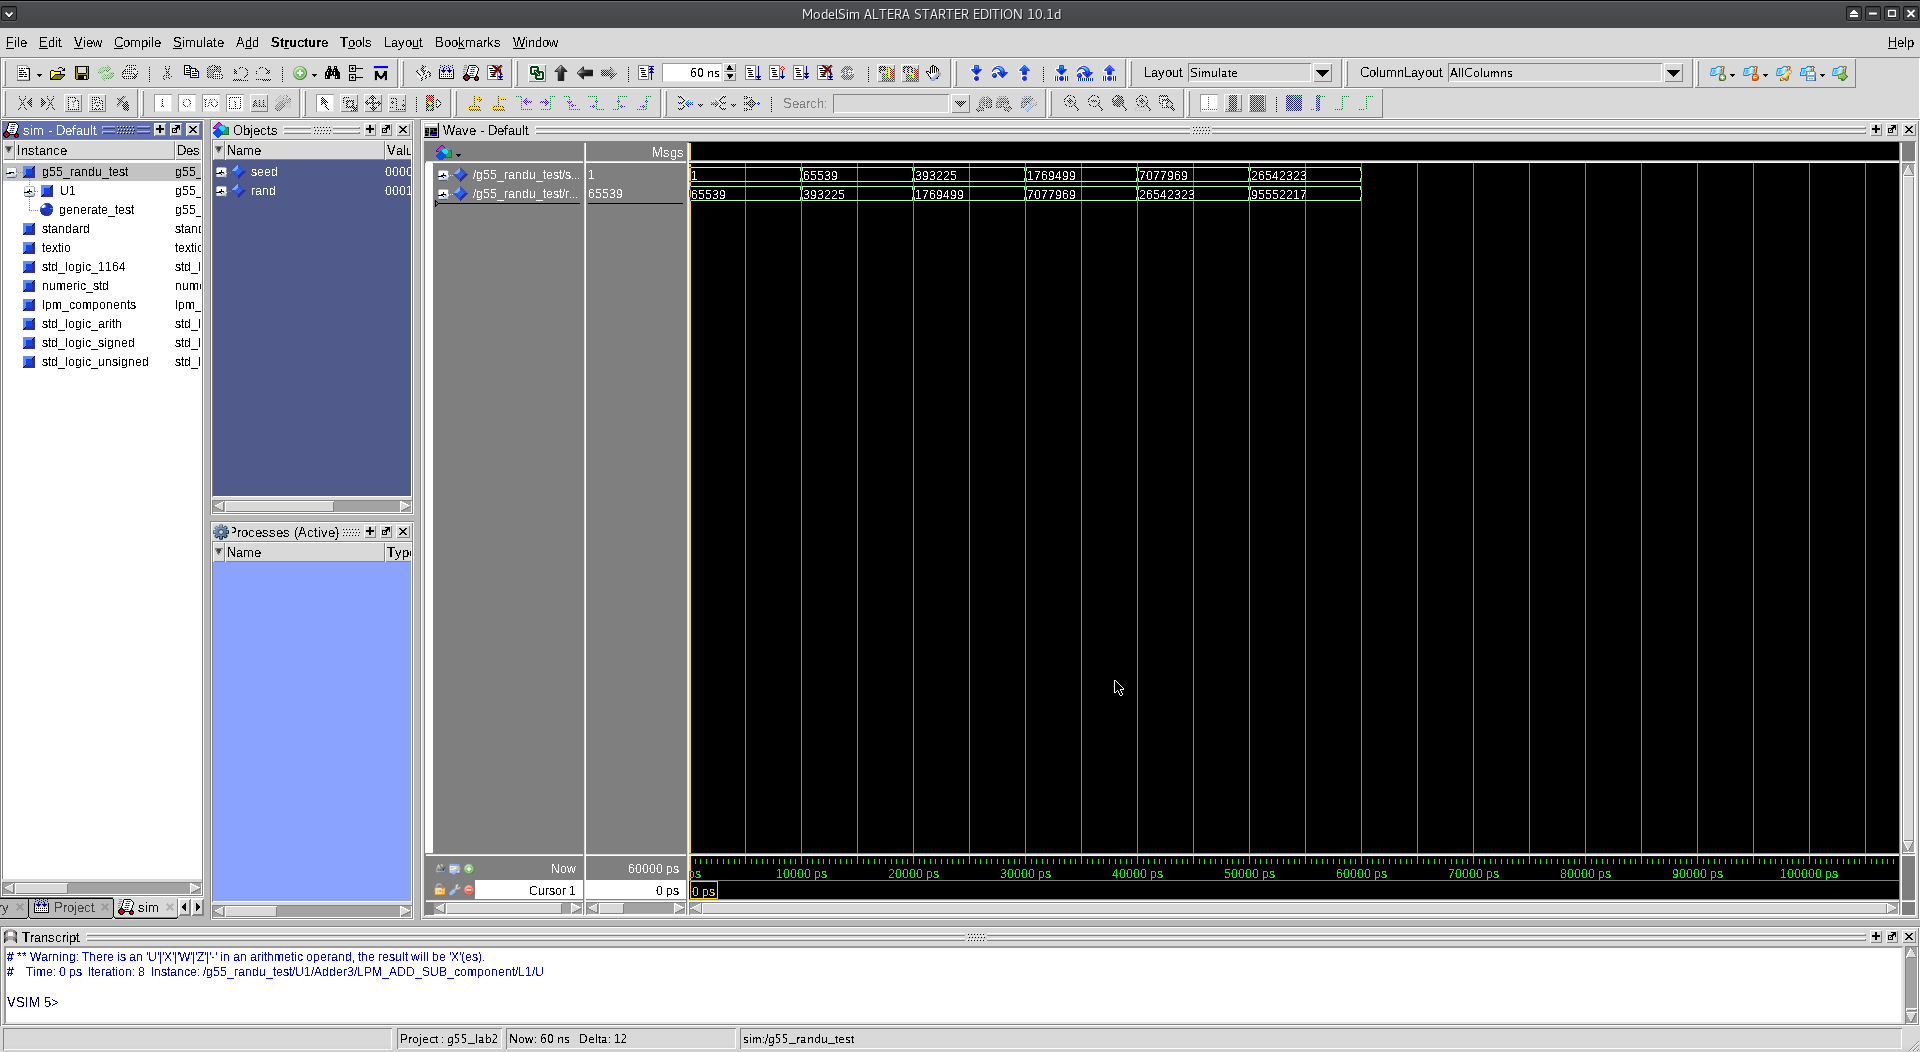 ModelSim ALTERA STARTER EDITION 10.1d
File Edit View Compile Simulate Add Structure Tools Layout Bookmarks Window Help
60 ns
Layout Simulate
ColumnLayout AllColumns
Search:
sim - Default
Instance Des
g55_randu_test g55_
U1 g55_
generate_test g55_
standard stand
textio textio
std_logic_1164 std_l
numeric_std nume
lpm_components lpm_
std_logic_arith std_l
std_logic_signed std_l
std_logic_unsigned std_l
Project sim
Objects
Name Valu
seed 0000
rand 0001
Processes (Active)
Name Type
Wave - Default
Msgs
/g55_randu_test/s... 1 1 65539 393225 1769499 7077969 26542323
/g55_randu_test/r... 65539 65539 393225 1769499 7077969 26542323 95552217
Now 60000 ps
ps 10000 ps 20000 ps 30000 ps 40000 ps 50000 ps 60000 ps 70000 ps 80000 ps 90000 ps 100000 ps
Cursor 1 0 ps 0 ps
Transcript
# ** Warning: There is an 'U'|'X'|'W'|'Z'|'-' in an arithmetic operand, the result will be 'X'(es).
# Time: 0 ps Iteration: 8 Instance: /g55_randu_test/U1/Adder3/LPM_ADD_SUB_component/L1/U
VSIM 5>
Project : g55_lab2 Now: 60 ns Delta: 12 sim:/g55_randu_test